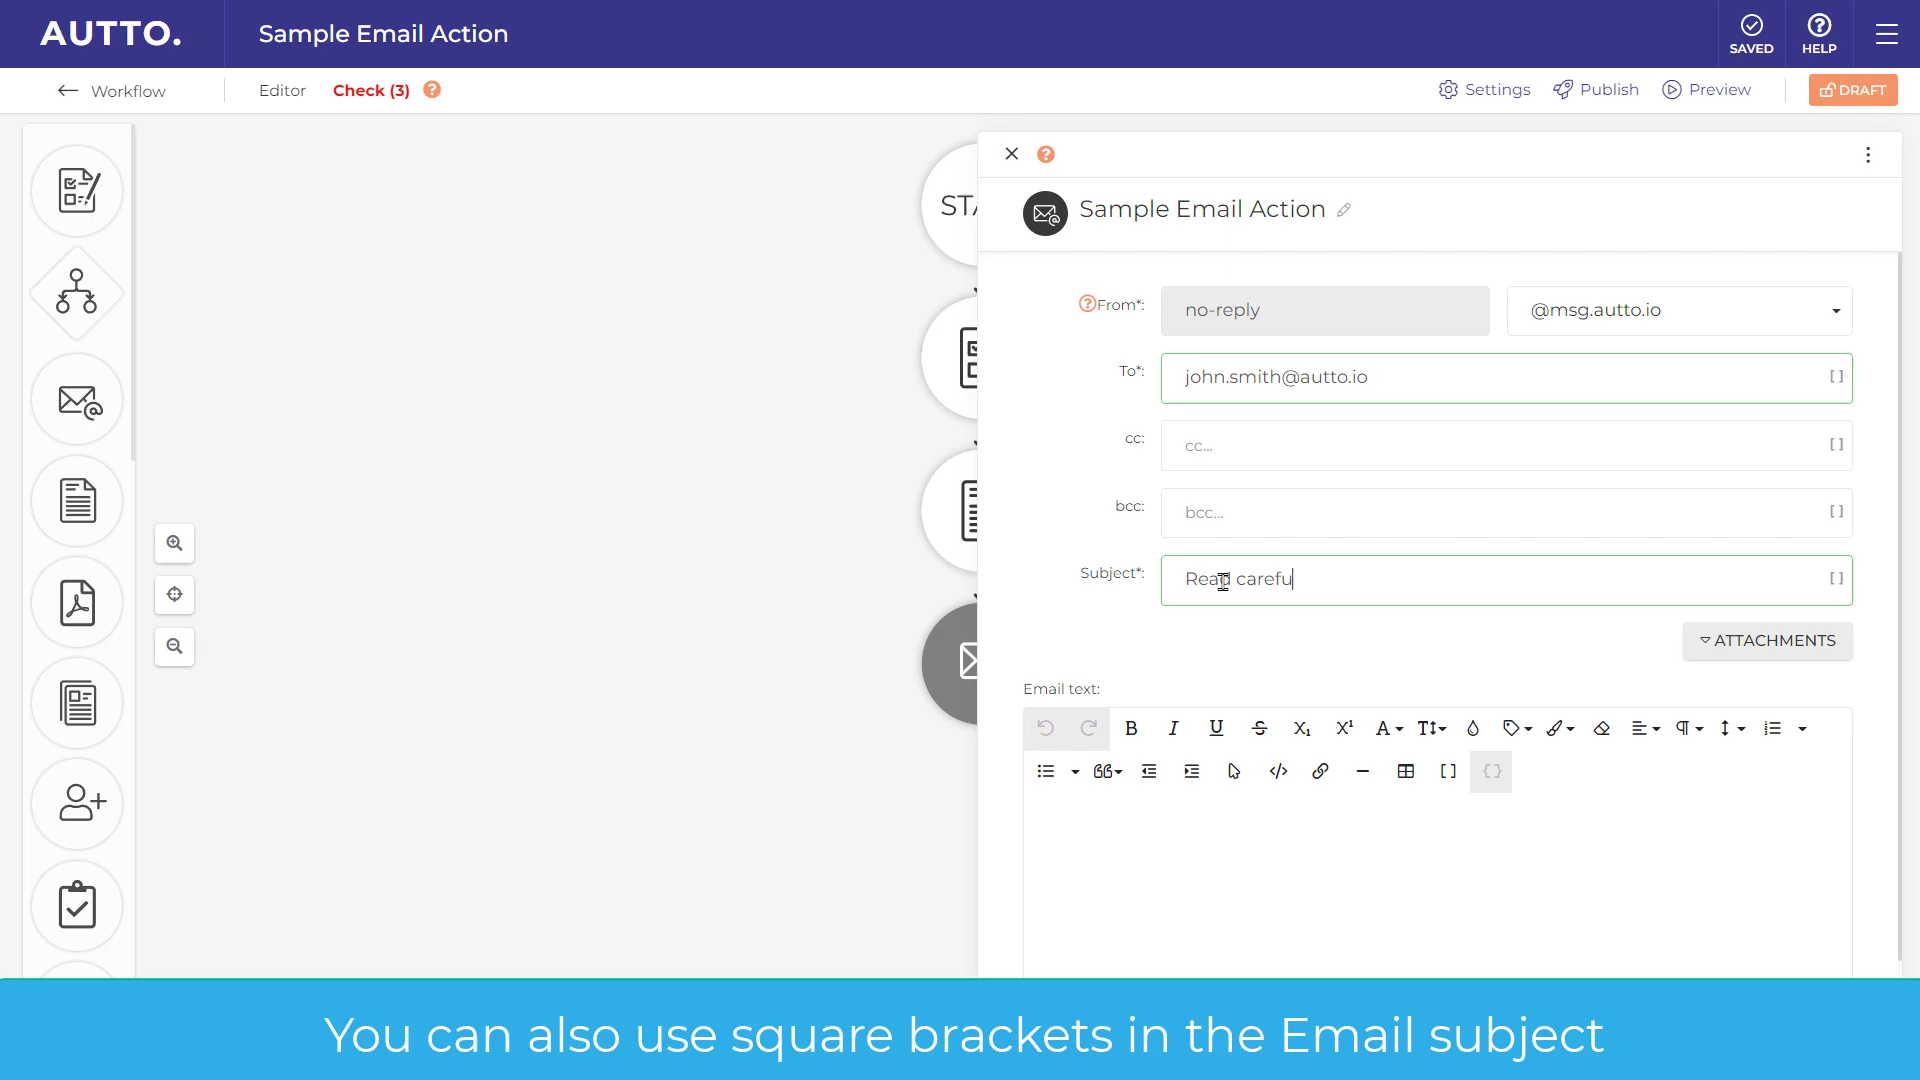 AUTTO.
Sample Email Action
SAVED
HELP
Workflow
Editor
Check (3)
Settings
Publish
Preview
DRAFT
Sample Email Action
From*:
no-reply
@msg.autto.io
To*:
john.smith@autto.io
[ ]
cc:
cc...
[ ]
bcc:
bcc...
[ ]
Subject*:
Read carefu
[ ]
ATTACHMENTS
Email text:
You can also use square brackets in the Email subject